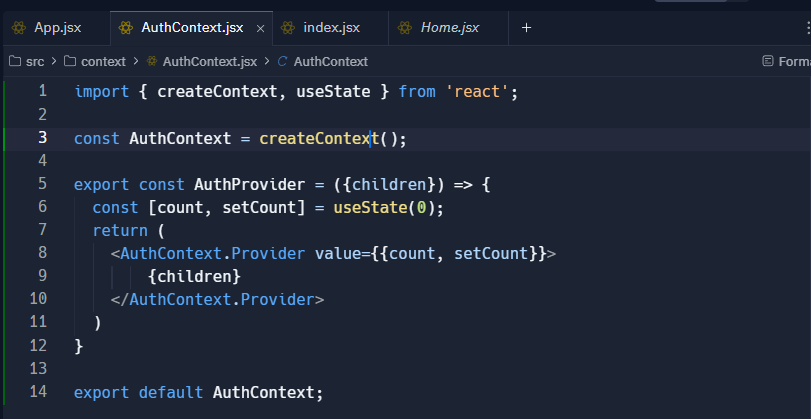 App.jsx AuthContext.jsx × index.jsx Home.jsx +
src > context > AuthContext.jsx > AuthContext
1 import { createContext, useState } from 'react';
2
3 const AuthContext = createContext();
4
5 export const AuthProvider = ({children}) => {
6 const [count, setCount] = useState(0);
7 return (
8 <AuthContext.Provider value={{count, setCount}}>
9 {children}
10 </AuthContext.Provider>
11 )
12 }
13
14 export default AuthContext;